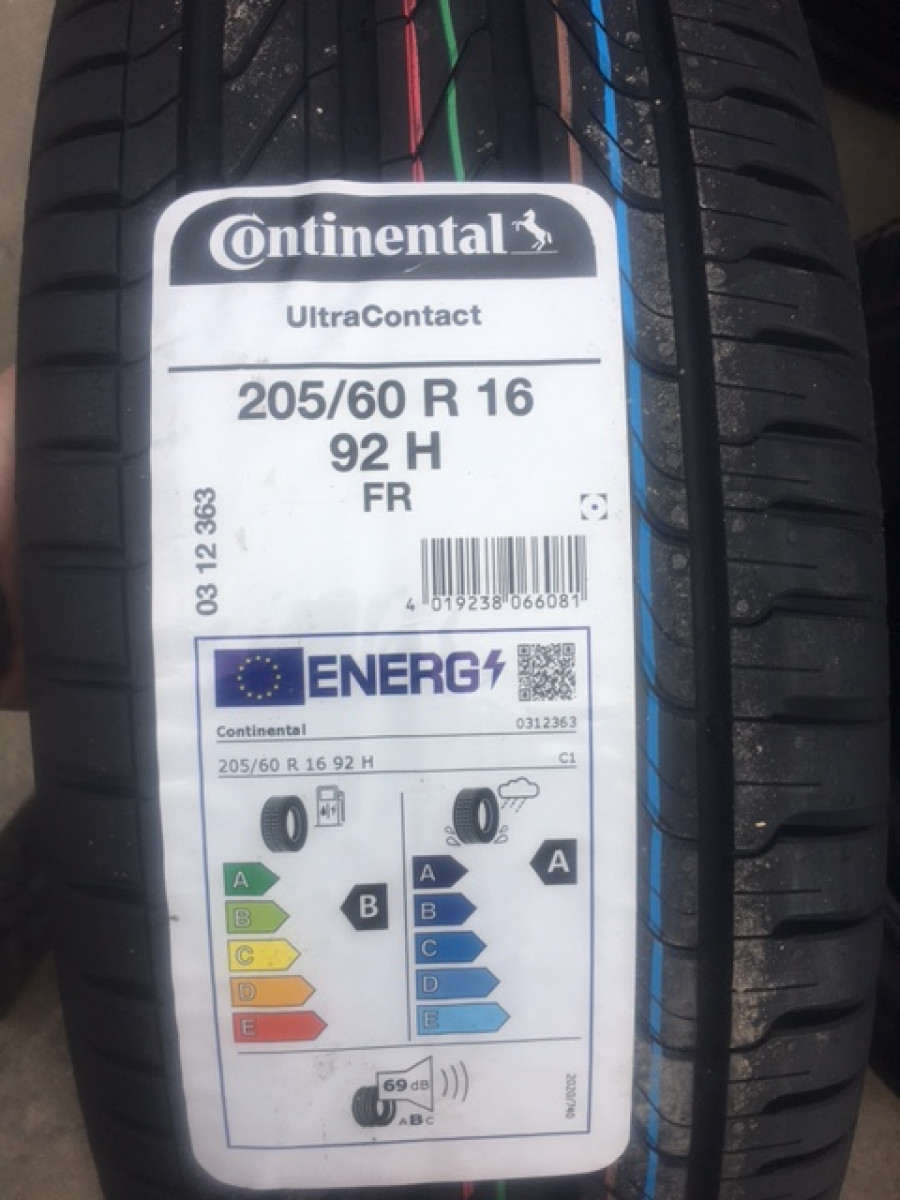 Continental
UltraContact
205/60 R 16
92 H
FR
03 12 363
4 019238 066081
ENERG
Continental 0312363
205/60 R 16 92 H C1
A
B
C
D
E
B
A
B
C
D
E
A
69 dB
ABC
2020/740